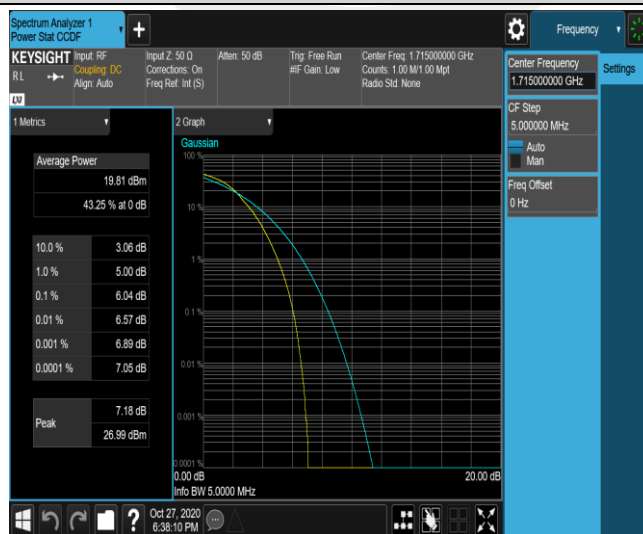 Spectrum Analyzer 1
Power Stat CCDF
+
Frequency
KEYSIGHT
RL
LXI
Input: RF
Coupling: DC
Align: Auto
Input Z: 50 Ω
Corrections: On
Freq Ref: Int (S)
Atten: 50 dB
Trig: Free Run
#IF Gain: Low
Center Freq: 1.715000000 GHz
Counts: 1.00 M/1.00 Mpt
Radio Std: None
Center Frequency
1.715000000 GHz
Settings
CF Step
5.000000 MHz
Auto
Man
Freq Offset
0 Hz
1 Metrics
Average Power
19.81 dBm
43.25 % at 0 dB
10.0 % 3.06 dB
1.0 % 5.00 dB
0.1 % 6.04 dB
0.01 % 6.57 dB
0.001 % 6.89 dB
0.0001 % 7.05 dB
Peak
7.18 dB
26.99 dBm
2 Graph
Gaussian
100 %
10 %
1 %
0.1 %
0.01 %
0.001 %
0.0001 %
0.00 dB 20.00 dB
Info BW 5.0000 MHz
?
Oct 27, 2020
6:38:10 PM